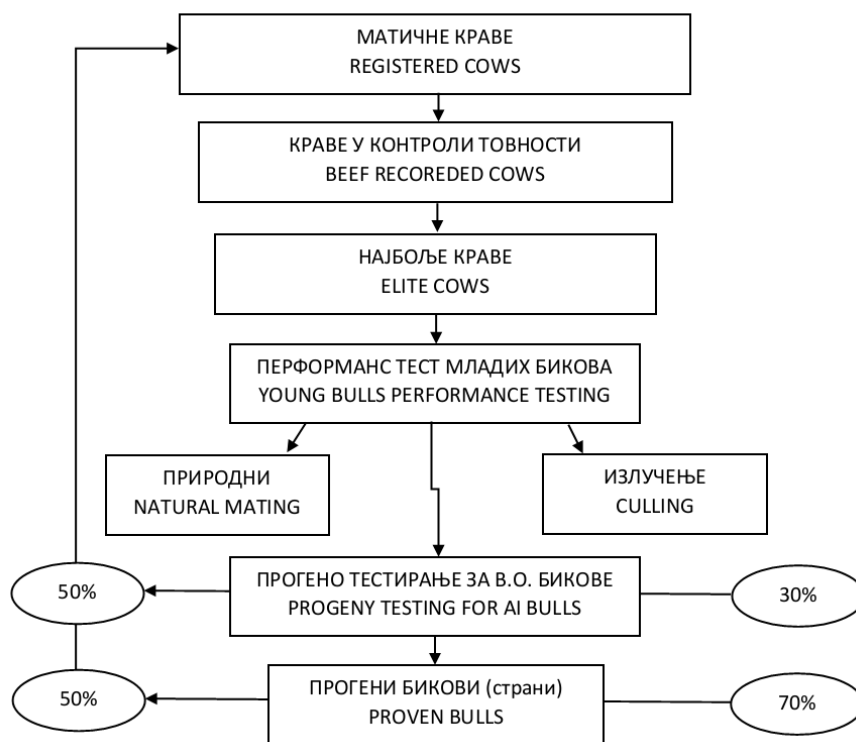 МАТИЧНЕ КРАВЕ
REGISTERED COWS
КРАВЕ У КОНТРОЛИ ТОВНОСТИ
BEEF RECOREDED COWS
НАЈБОЉЕ КРАВЕ
ELITE COWS
ПЕРФОРМАНС ТЕСТ МЛАДИХ БИКОВА
YOUNG BULLS PERFORMANCE TESTING
ПРИРОДНИ
NATURAL MATING
ИЗЛУЧЕЊЕ
CULLING
50%
ПРОГЕНО ТЕСТИРАЊЕ ЗА В.О. БИКОВЕ
PROGENY TESTING FOR AI BULLS
30%
50%
ПРОГЕНИ БИКОВИ (страни)
PROVEN BULLS
70%